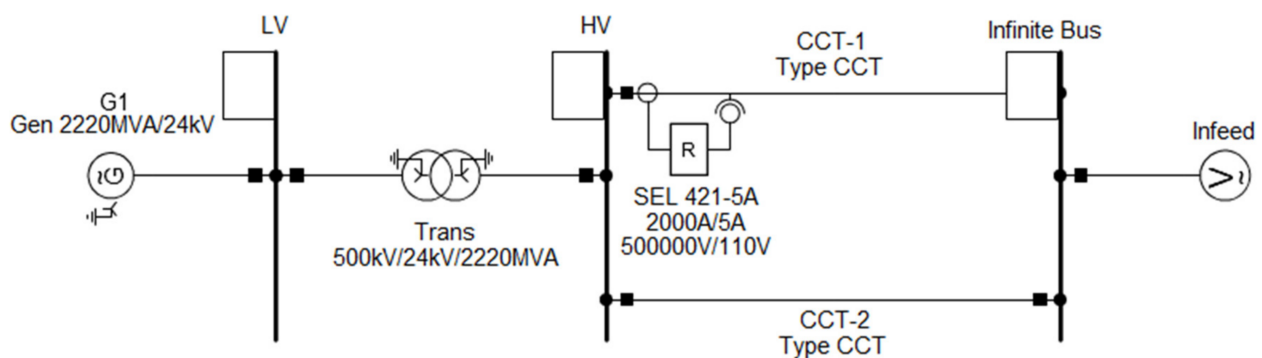 LV
HV
Infinite Bus
CCT-1
Type CCT
G1
Gen 2220MVA/24kV
G~
R
Infeed
V~
SEL 421-5A
2000A/5A
500000V/110V
Trans
500kV/24kV/2220MVA
CCT-2
Type CCT